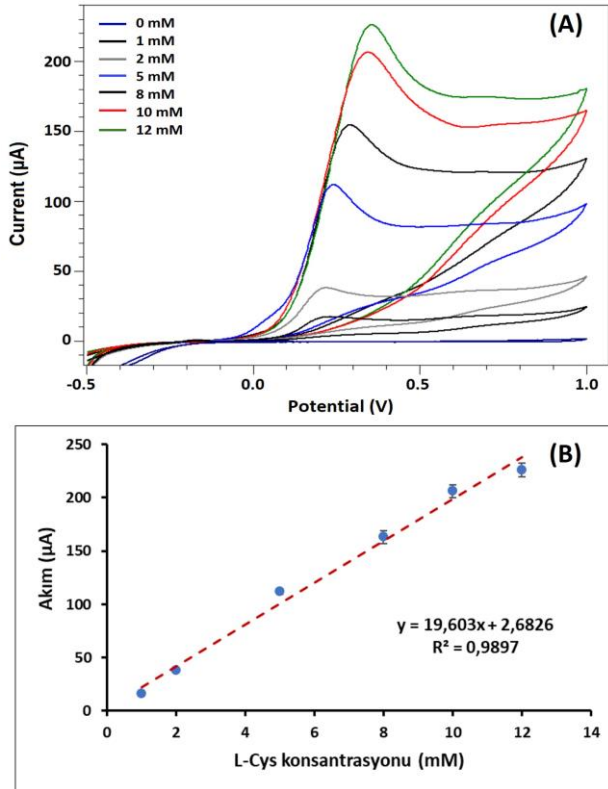 (A)
0 mM
1 mM
2 mM
5 mM
8 mM
10 mM
12 mM
200
150
100
50
0
Current (µA)
-0.5 0.0 0.5 1.0
Potential (V)
(B)
250
200
150
100
50
0
Akım (µA)
y = 19,603x + 2,6826
R² = 0,9897
0 2 4 6 8 10 12 14
L-Cys konsantrasyonu (mM)